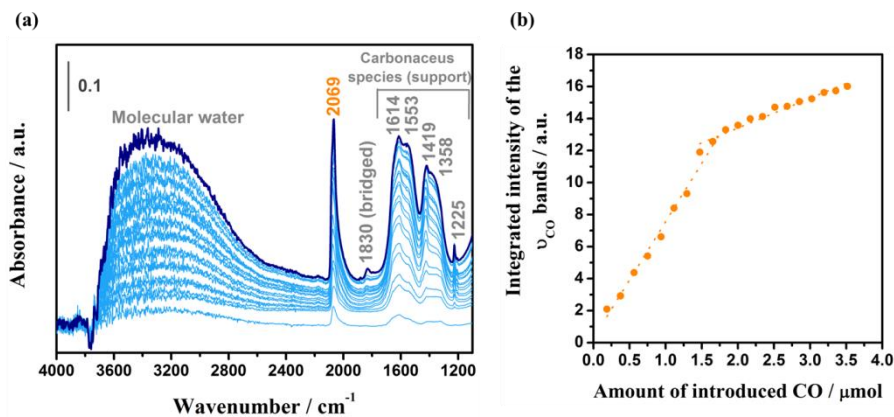 (a)
Absorbance / a.u.
0.1
Molecular water
2069
1830 (bridged)
Carbonaceus
species (support)
1614
1553
1419
1358
1225
4000 3600 3200 2800 2400 2000 1600 1200
Wavenumber / cm-1
(b)
Integrated intensity of the
υCO bands / a.u.
18
16
14
12
10
8
6
4
2
0
0.0 0.5 1.0 1.5 2.0 2.5 3.0 3.5 4.0
Amount of introduced CO / μmol